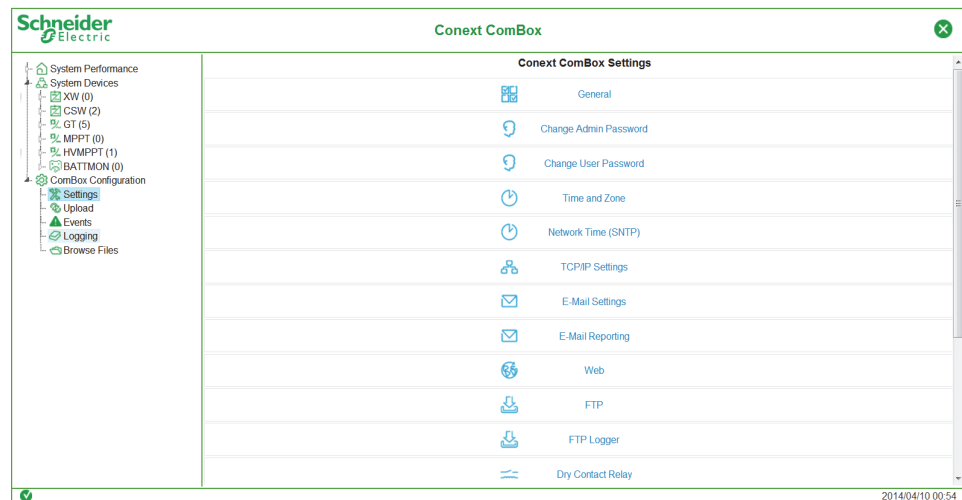 Schneider
Electric
Conext ComBox
System Performance
System Devices
XW (0)
CSW (2)
GT (5)
MPPT (0)
HVMPPT (1)
BATTMON (0)
ComBox Configuration
Settings
Upload
Events
Logging
Browse Files
Conext ComBox Settings
General
Change Admin Password
Change User Password
Time and Zone
Network Time (SNTP)
TCP/IP Settings
E-Mail Settings
E-Mail Reporting
Web
FTP
FTP Logger
Dry Contact Relay
2014/04/10 00:54